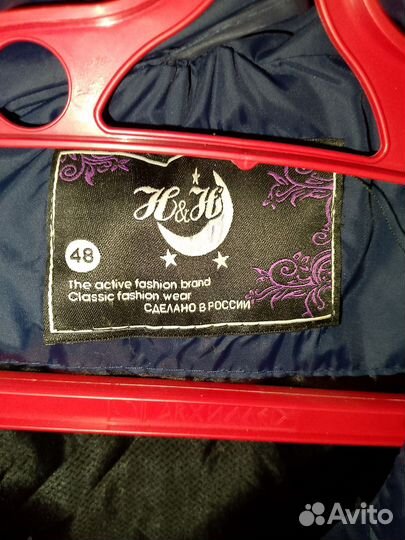 H&H
48
The active fashion brand
Classic fashion wear
СДЕЛАНО В РОССИИ
Avito